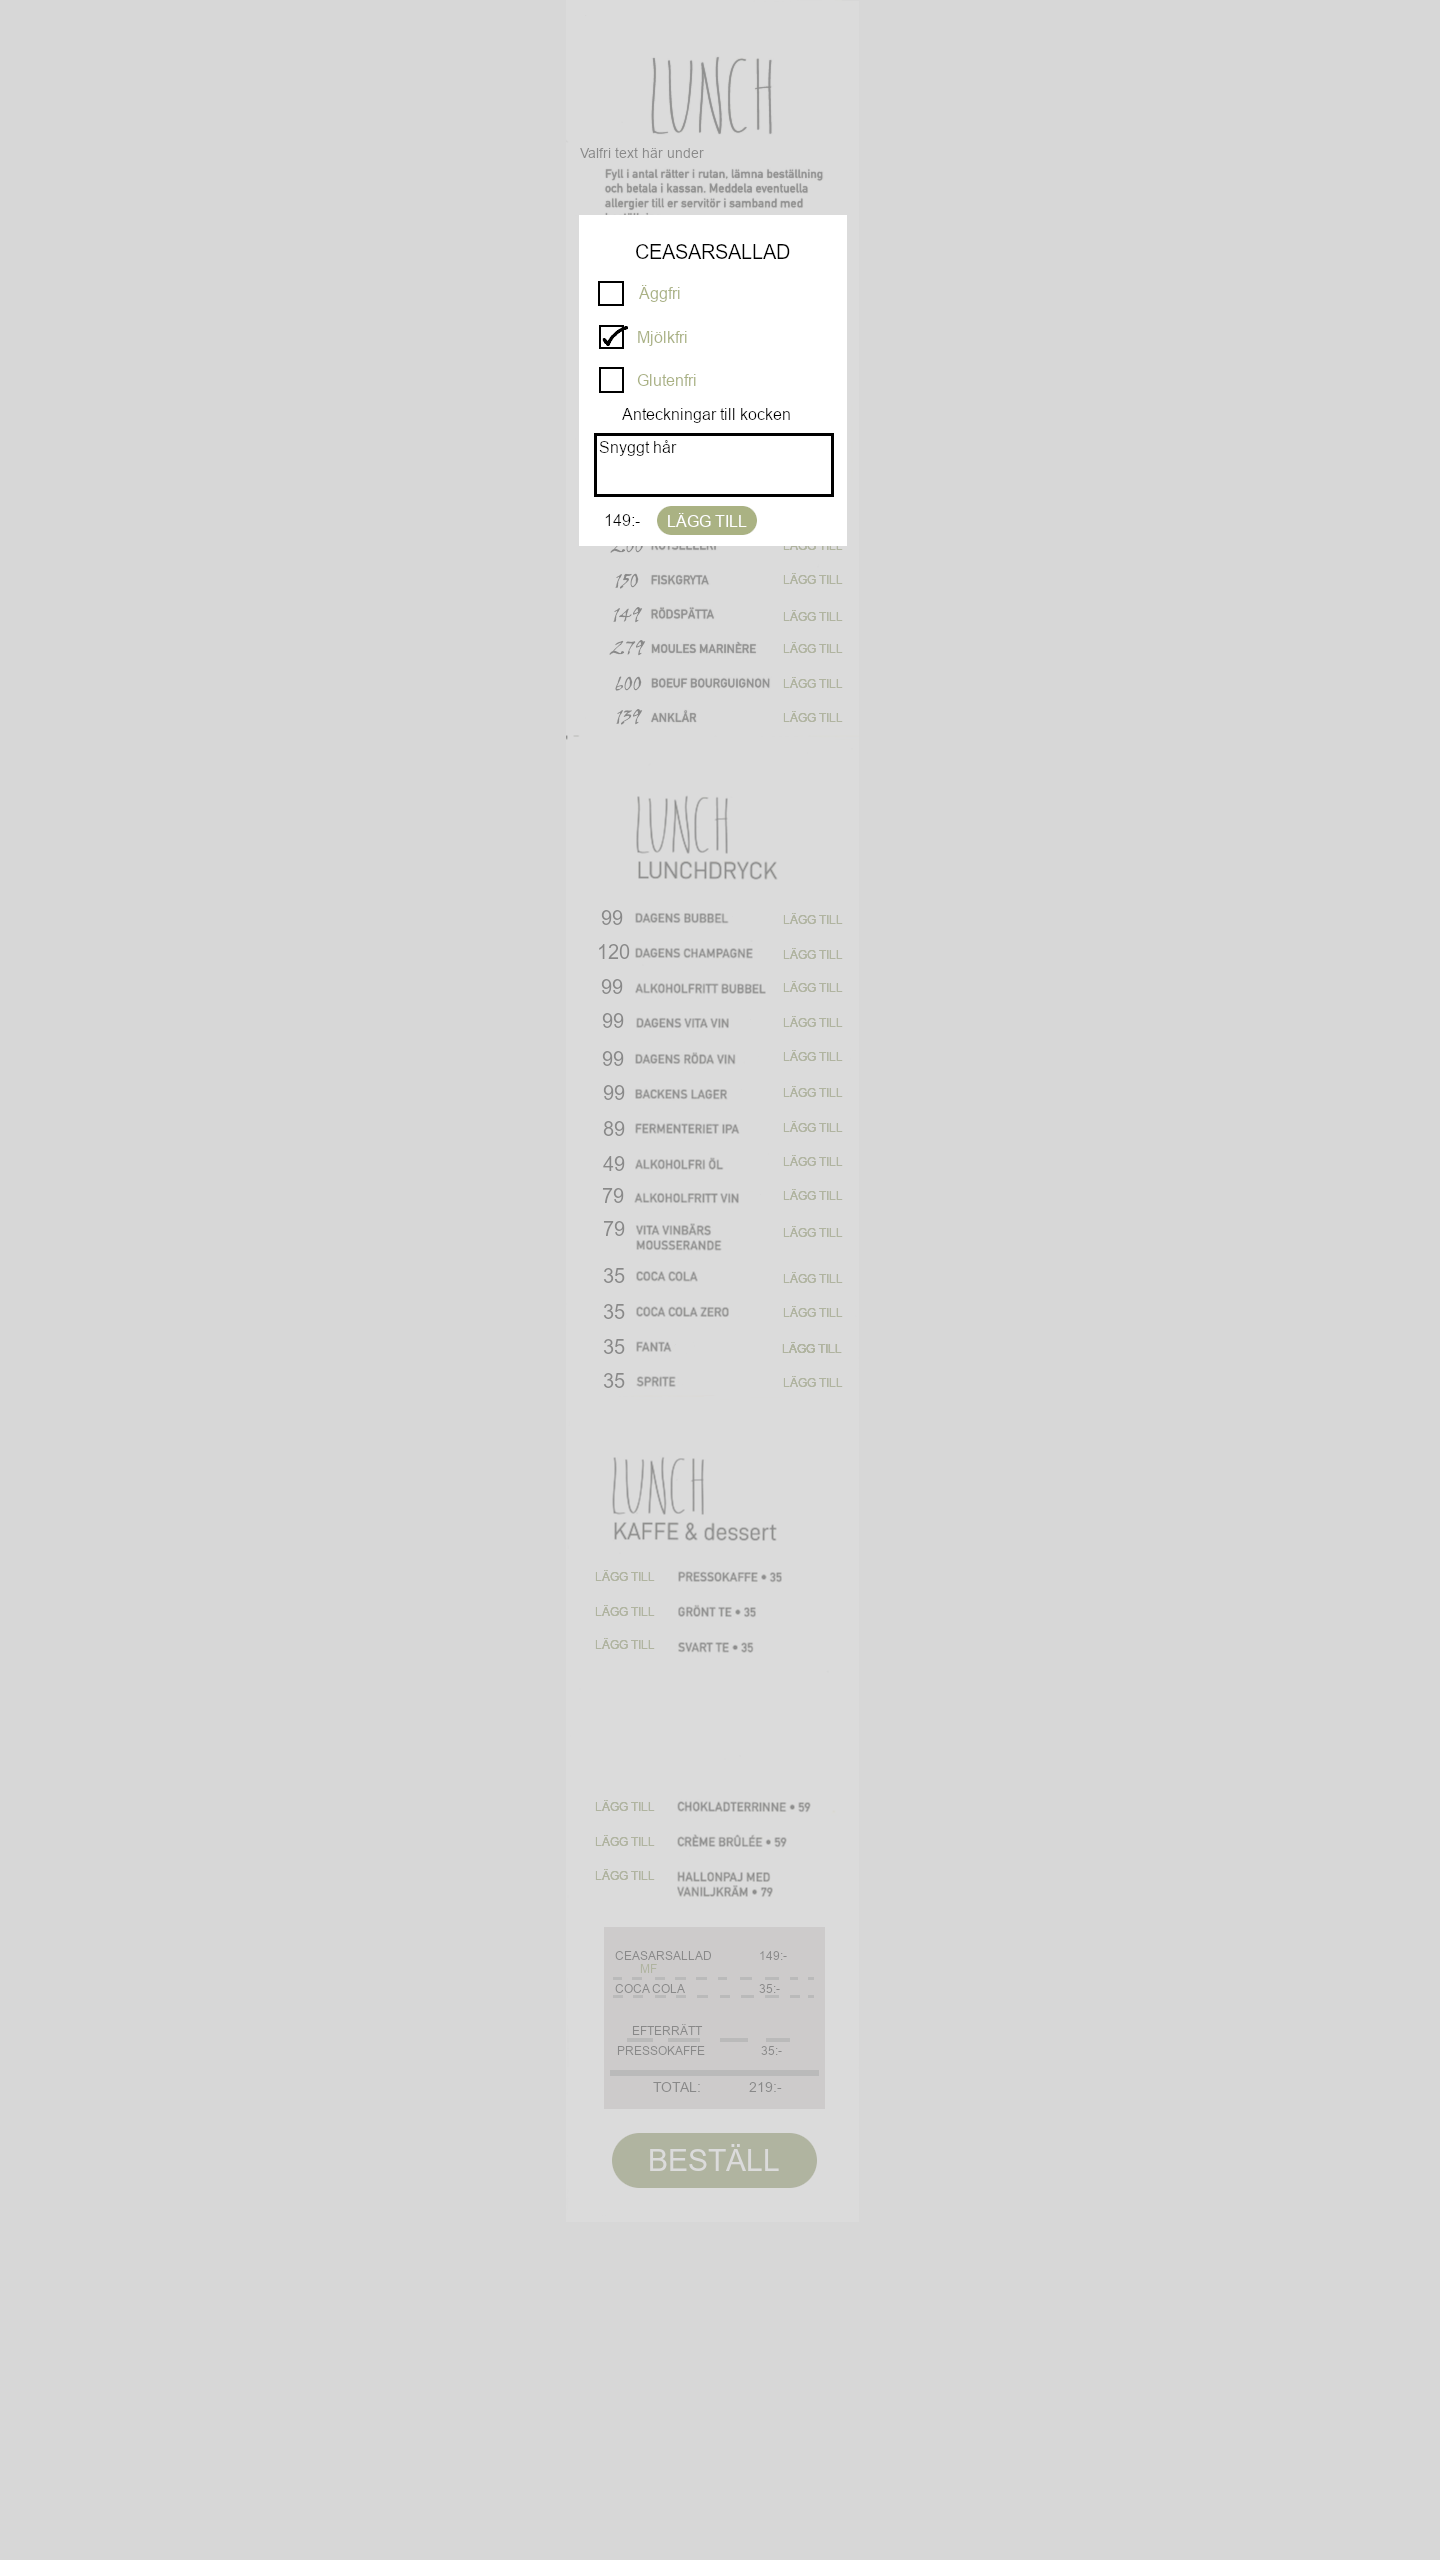 LUNCH
Valfri text här under
Fyll i antal rätter i rutan, lämna beställning
och betala i kassan. Meddela eventuella
allergier till er servitör i samband med
CEASARSALLAD
Äggfri
Mjölkfri
Glutenfri
Anteckningar till kocken
Snyggt hår
149:- LÄGG TILL
150 FISKGRYTA LÄGG TILL
149 RÖDSPÄTTA LÄGG TILL
279 MOULES MARINÈRE LÄGG TILL
600 BOEUF BOURGUIGNON LÄGG TILL
139 ANKLÅR LÄGG TILL
LUNCH
LUNCHDRYCK
99 DAGENS BUBBEL LÄGG TILL
120 DAGENS CHAMPAGNE LÄGG TILL
99 ALKOHOLFRITT BUBBEL LÄGG TILL
99 DAGENS VITA VIN LÄGG TILL
99 DAGENS RÖDA VIN LÄGG TILL
99 BACKENS LAGER LÄGG TILL
89 FERMENTERIET IPA LÄGG TILL
49 ALKOHOLFRI ÖL LÄGG TILL
79 ALKOHOLFRITT VIN LÄGG TILL
79 VITA VINBÄRS LÄGG TILL
MOUSSERANDE
35 COCA COLA LÄGG TILL
35 COCA COLA ZERO LÄGG TILL
35 FANTA LÄGG TILL
35 SPRITE LÄGG TILL
LUNCH
KAFFE & dessert
LÄGG TILL PRESSOKAFFE • 35
LÄGG TILL GRÖNT TE • 35
LÄGG TILL SVART TE • 35
LÄGG TILL CHOKLADTERRINNE • 59
LÄGG TILL CRÈME BRÛLÉE • 59
LÄGG TILL HALLONPAJ MED
VANILJKRÄM • 79
CEASARSALLAD 149:-
MF
COCA COLA 35:-
EFTERRÄTT
PRESSOKAFFE 35:-
TOTAL: 219:-
BESTÄLL